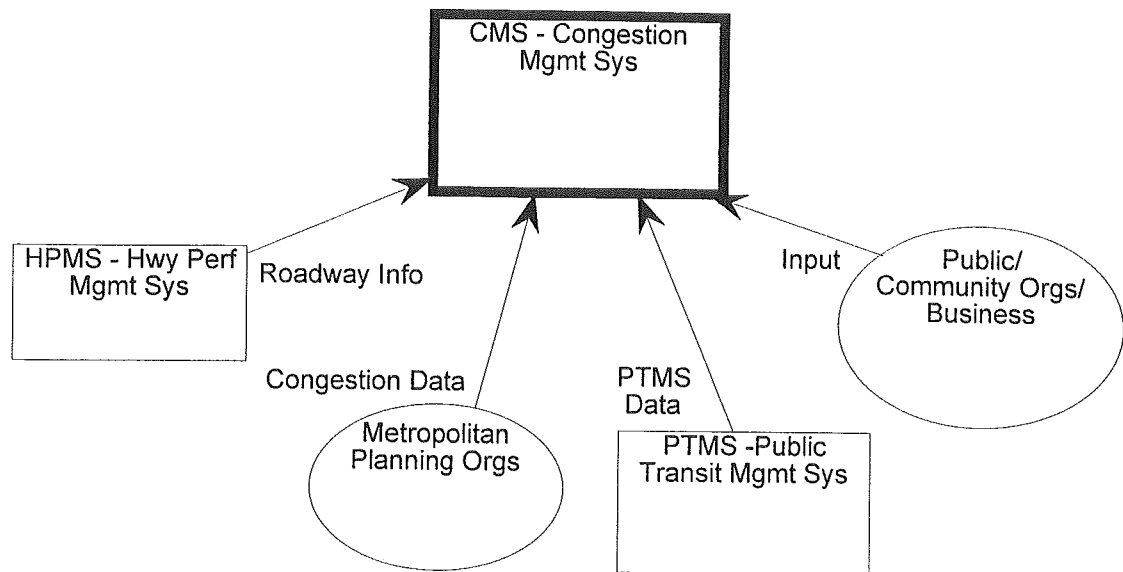 CMS - Congestion
Mgmt Sys
HPMS - Hwy Perf
Mgmt Sys
Roadway Info
Input
Public/
Community Orgs/
Business
Congestion Data
PTMS
Data
Metropolitan
Planning Orgs
PTMS -Public
Transit Mgmt Sys